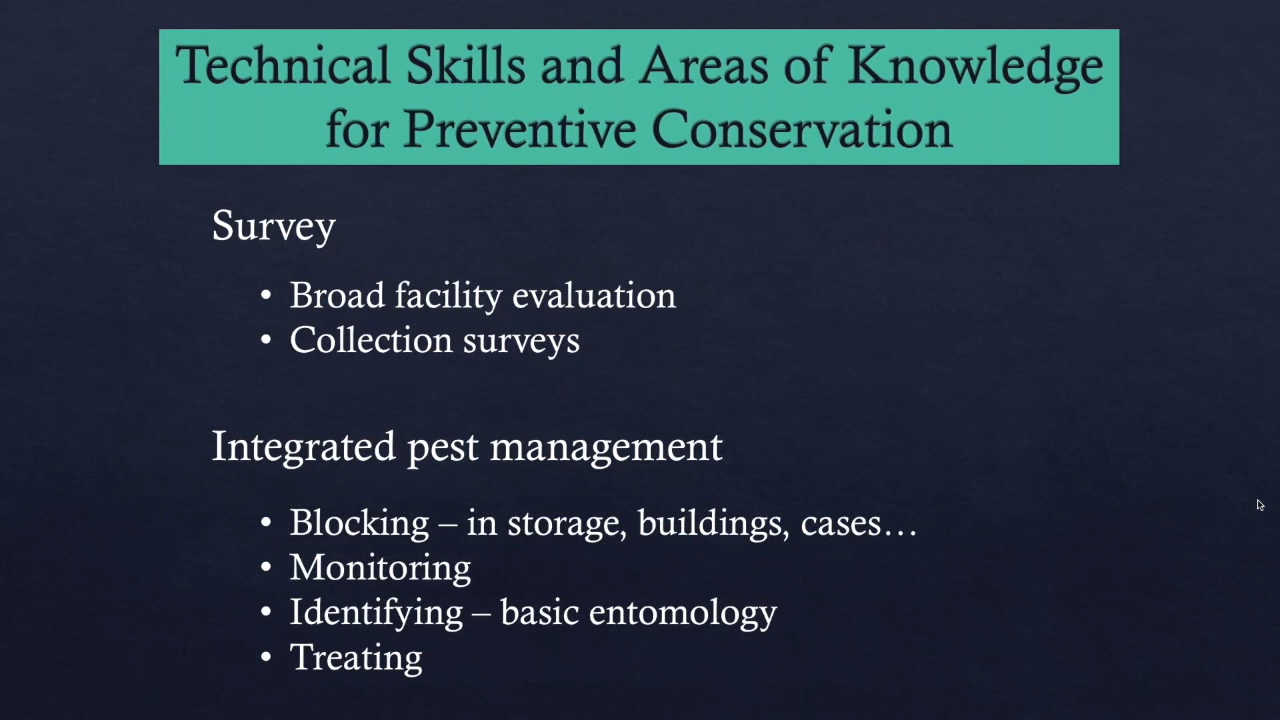 Technical Skills and Areas of Knowledge
for Preventive Conservation
Survey
• Broad facility evaluation
• Collection surveys
Integrated pest management
• Blocking – in storage, buildings, cases…
• Monitoring
• Identifying – basic entomology
• Treating